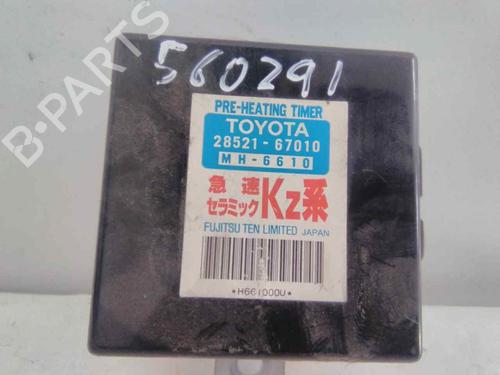 560291
PRE-HEATING TIMER
TOYOTA
28521-67010
MH-6610
急速
セラミック Kz系
FUJITSU TEN LIMITED JAPAN
*H661000U*
B-PARTS